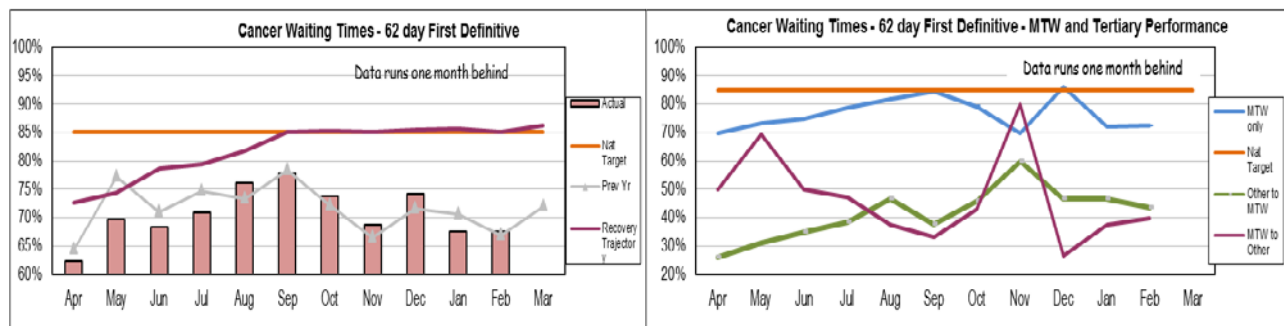 Cancer Waiting Times - 62 day First Definitive
Data runs one month behind
100%
95%
90%
85%
80%
75%
70%
65%
60%
Apr May Jun Jul Aug Sep Oct Nov Dec Jan Feb Mar
Actual
Nat
Target
Prev Yr
Recovery
Trajector
y
Cancer Waiting Times - 62 day First Definitive - MTW and Tertiary Performance
Data runs one month behind
100%
90%
80%
70%
60%
50%
40%
30%
20%
Apr May Jun Jul Aug Sep Oct Nov Dec Jan Feb Mar
MTW
only
Nat
Target
Other to
MTW
MTW to
Other